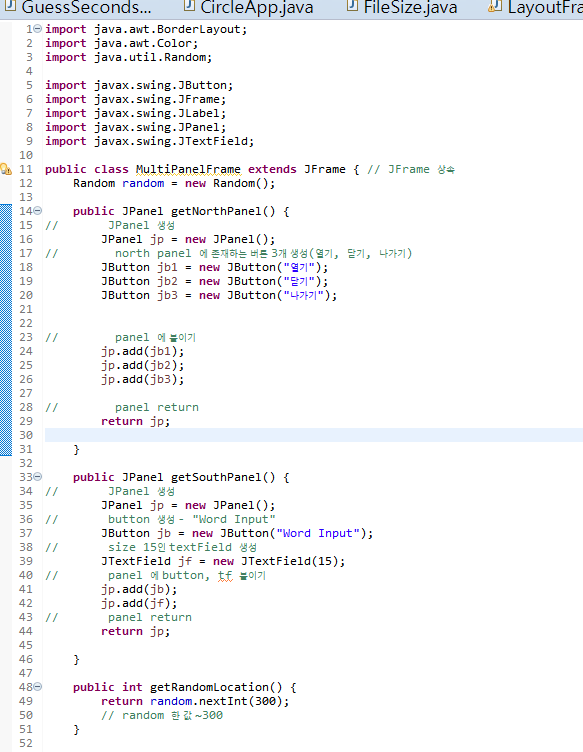 GuessSeconds... CircleApp.java FileSize.java LayoutFra
1 import java.awt.BorderLayout;
2 import java.awt.Color;
3 import java.util.Random;
4
5 import javax.swing.JButton;
6 import javax.swing.JFrame;
7 import javax.swing.JLabel;
8 import javax.swing.JPanel;
9 import javax.swing.JTextField;
10
11 public class MultiPanelFrame extends JFrame { // JFrame 상속
12     Random random = new Random();
13
14     public JPanel getNorthPanel() {
15 //       JPanel 생성
16         JPanel jp = new JPanel();
17 //        north panel 에 존재하는 버튼 3개 생성(열기, 닫기, 나가기)
18         JButton jb1 = new JButton("열기");
19         JButton jb2 = new JButton("닫기");
20         JButton jb3 = new JButton("나가기");
21
22
23 //        panel 에 붙이기
24         jp.add(jb1);
25         jp.add(jb2);
26         jp.add(jb3);
27
28 //        panel return
29         return jp;
30
31     }
32
33     public JPanel getSouthPanel() {
34 //       JPanel 생성
35         JPanel jp = new JPanel();
36 //       button 생성 - "Word Input"
37         JButton jb = new JButton("Word Input");
38 //       size 15인 textField 생성
39         JTextField jf = new JTextField(15);
40 //       panel 에 button, tf 붙이기
41         jp.add(jb);
42         jp.add(jf);
43 //       panel return
44         return jp;
45
46     }
47
48     public int getRandomLocation() {
49         return random.nextInt(300);
50         // random 한 값 ~300
51     }
52